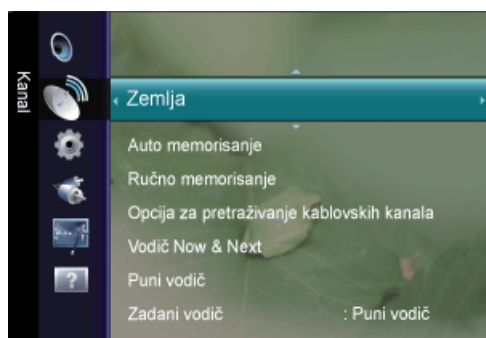 Kanal
Zemlja
Auto memorisanje
Ručno memorisanje
Opcija za pretraživanje kablovskih kanala
Vodič Now & Next
Puni vodič
Zadani vodič : Puni vodič
?